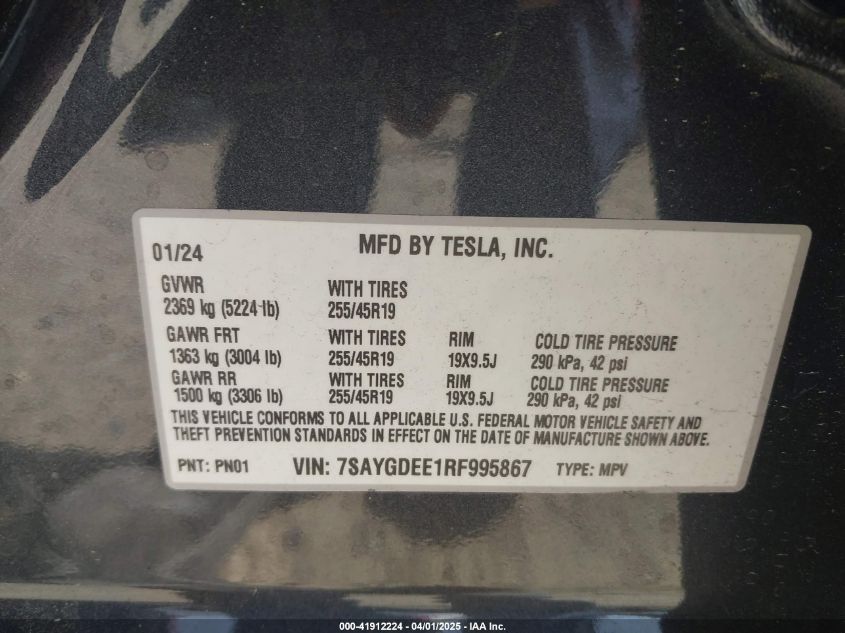 01/24 MFD BY TESLA, INC.
GVWR WITH TIRES
2369 kg (5224 lb) 255/45R19
GAWR FRT WITH TIRES RIM COLD TIRE PRESSURE
1363 kg (3004 lb) 255/45R19 19X9.5J 290 kPa, 42 psi
GAWR RR WITH TIRES RIM COLD TIRE PRESSURE
1500 kg (3306 lb) 255/45R19 19X9.5J 290 kPa, 42 psi
THIS VEHICLE CONFORMS TO ALL APPLICABLE U.S. FEDERAL MOTOR VEHICLE SAFETY AND
THEFT PREVENTION STANDARDS IN EFFECT ON THE DATE OF MANUFACTURE SHOWN ABOVE.
PNT: PN01 VIN: 7SAYGDEE1RF995867 TYPE: MPV
000-41912224 - 04/01/2025 - IAA Inc.